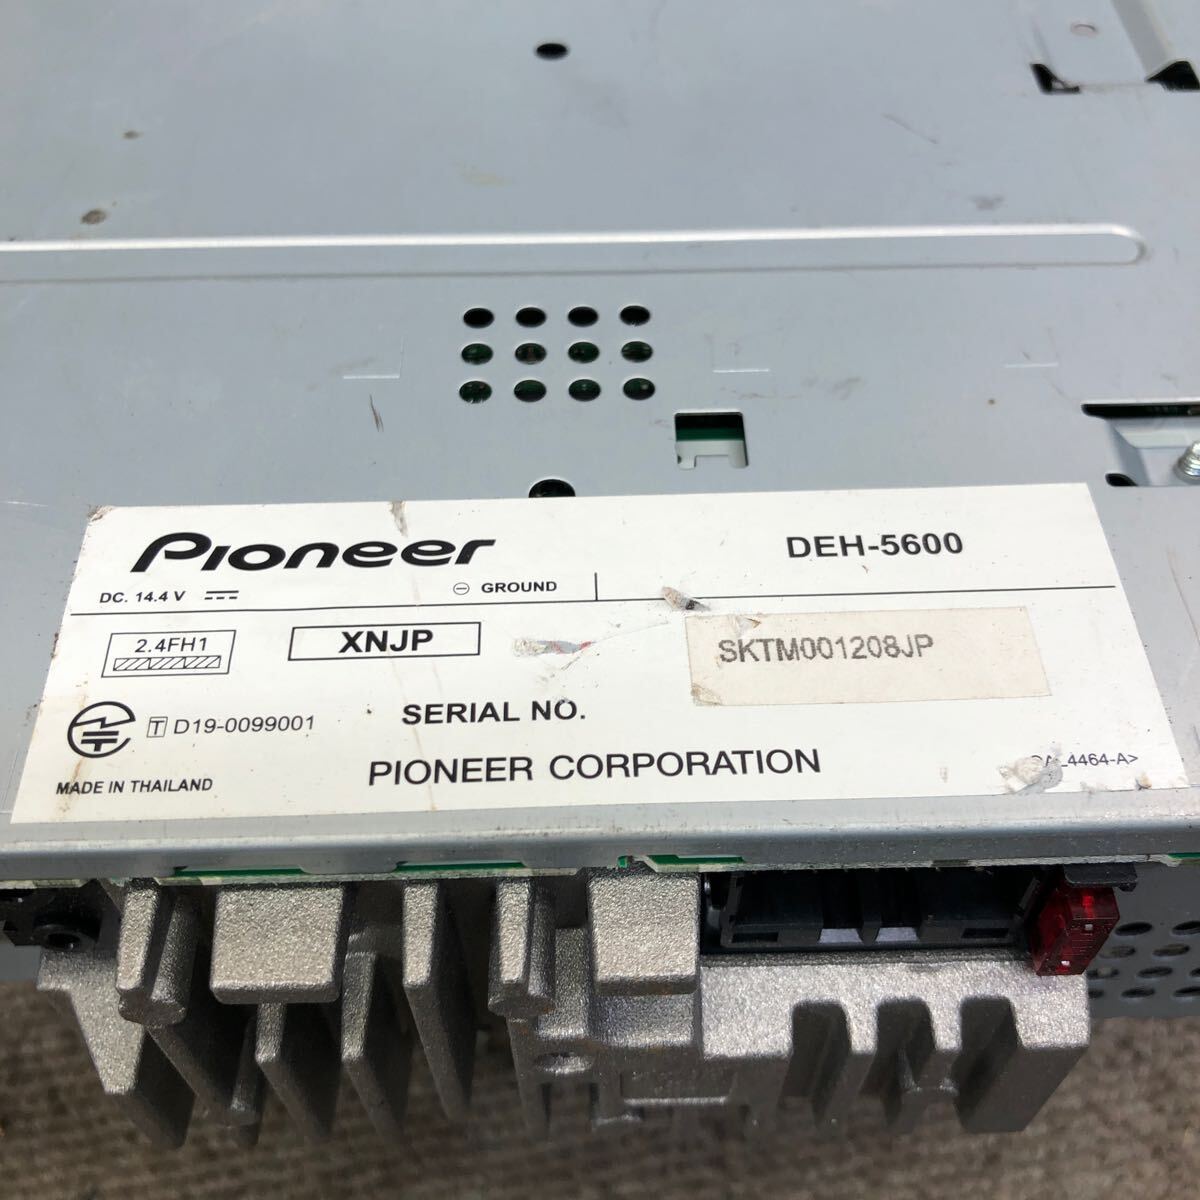 Pioneer
DEH-5600
DC. 14.4 V
GROUND
2.4FH1
XNJP
SKTM001208JP
T D19-0099001
SERIAL NO.
MADE IN THAILAND
PIONEER CORPORATION
4464-A>